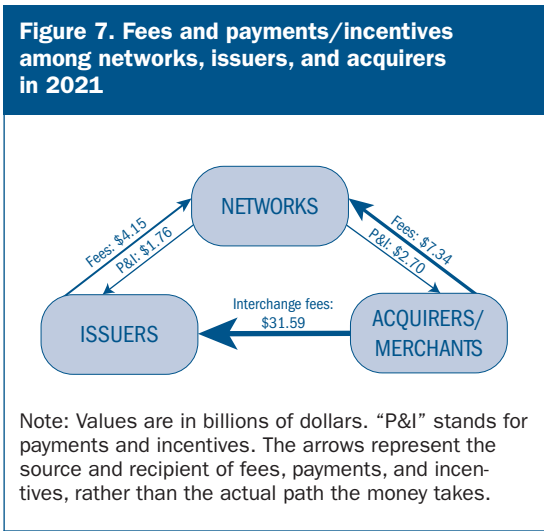 Figure 7. Fees and payments/incentives
among networks, issuers, and acquirers
in 2021
NETWORKS
Fees: $4.15
P&I: $1.76
Fees: $7.34
P&I: $2.70
Interchange fees:
$31.59
ISSUERS
ACQUIRERS/
MERCHANTS
Note: Values are in billions of dollars. “P&I” stands for
payments and incentives. The arrows represent the
source and recipient of fees, payments, and incen-
tives, rather than the actual path the money takes.